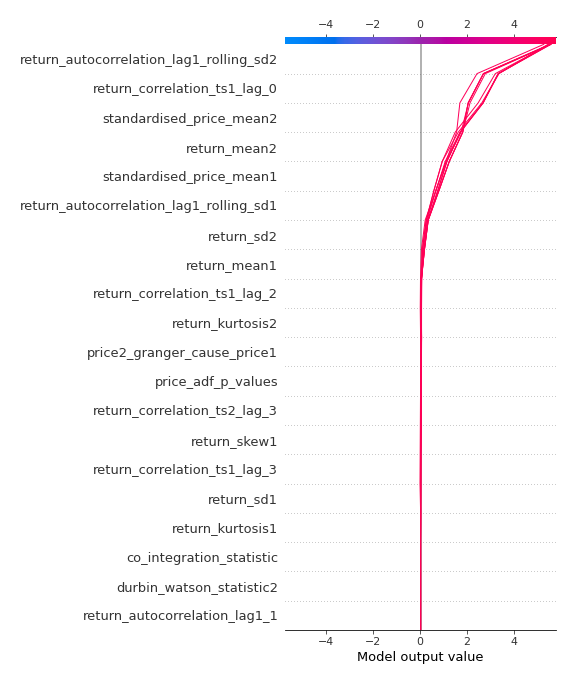 −4 −2 0 2 4
return_autocorrelation_lag1_rolling_sd2
return_correlation_ts1_lag_0
standardised_price_mean2
return_mean2
standardised_price_mean1
return_autocorrelation_lag1_rolling_sd1
return_sd2
return_mean1
return_correlation_ts1_lag_2
return_kurtosis2
price2_granger_cause_price1
price_adf_p_values
return_correlation_ts2_lag_3
return_skew1
return_correlation_ts1_lag_3
return_sd1
return_kurtosis1
co_integration_statistic
durbin_watson_statistic2
return_autocorrelation_lag1_1
−4 −2 0 2 4
Model output value